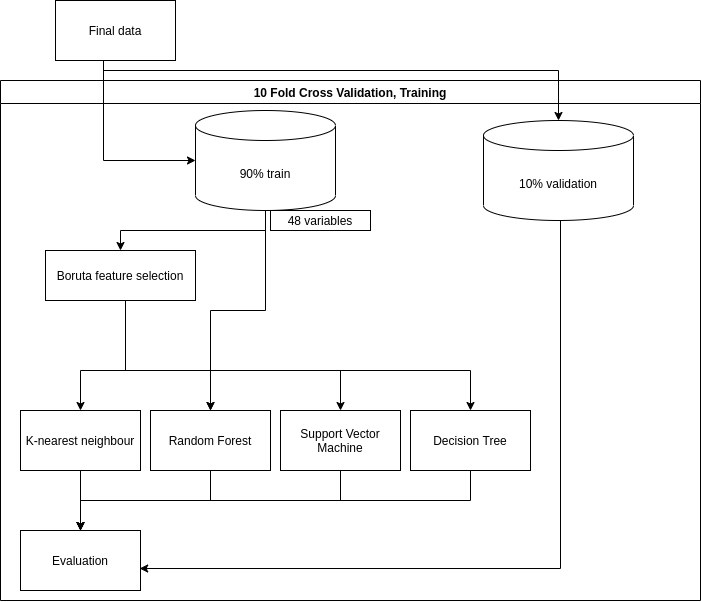 Final data
10 Fold Cross Validation, Training
90% train
10% validation
48 variables
Boruta feature selection
K-nearest neighbour
Random Forest
Support Vector
Machine
Decision Tree
Evaluation